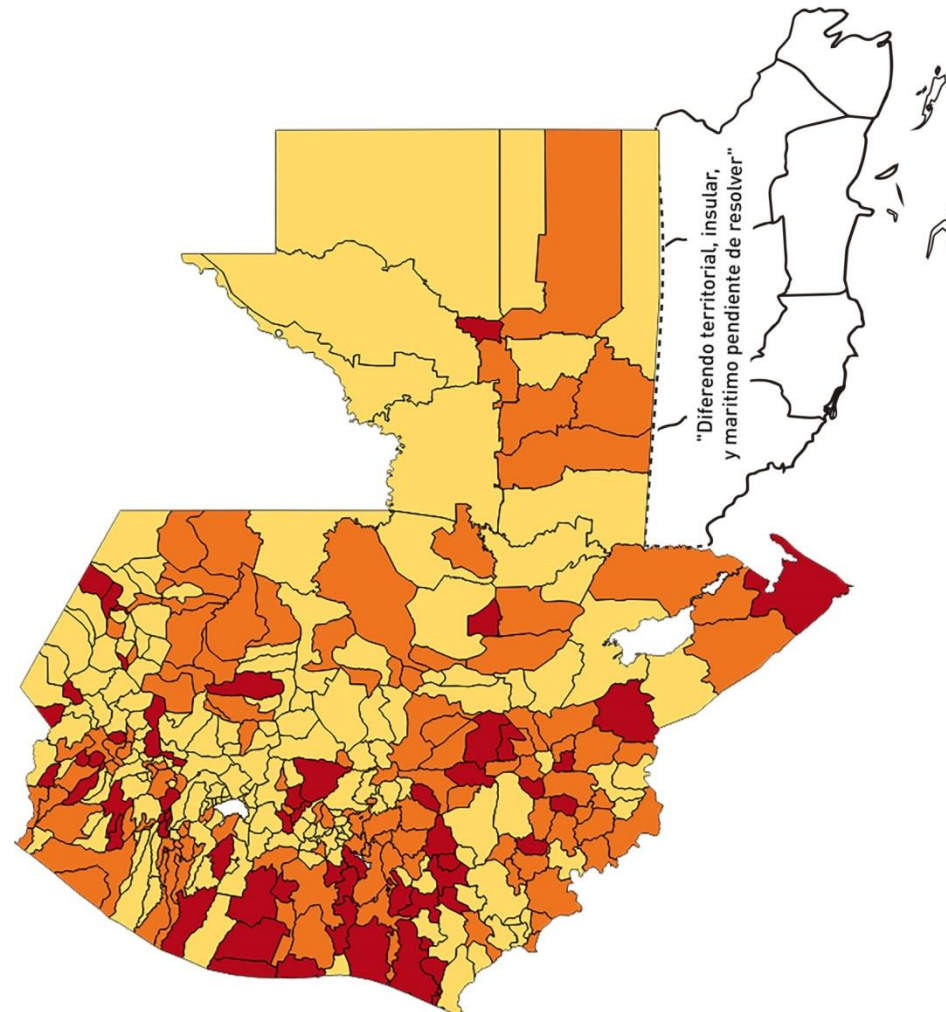 "Diferendo territorial, insular,
y marítimo pendiente de resolver"